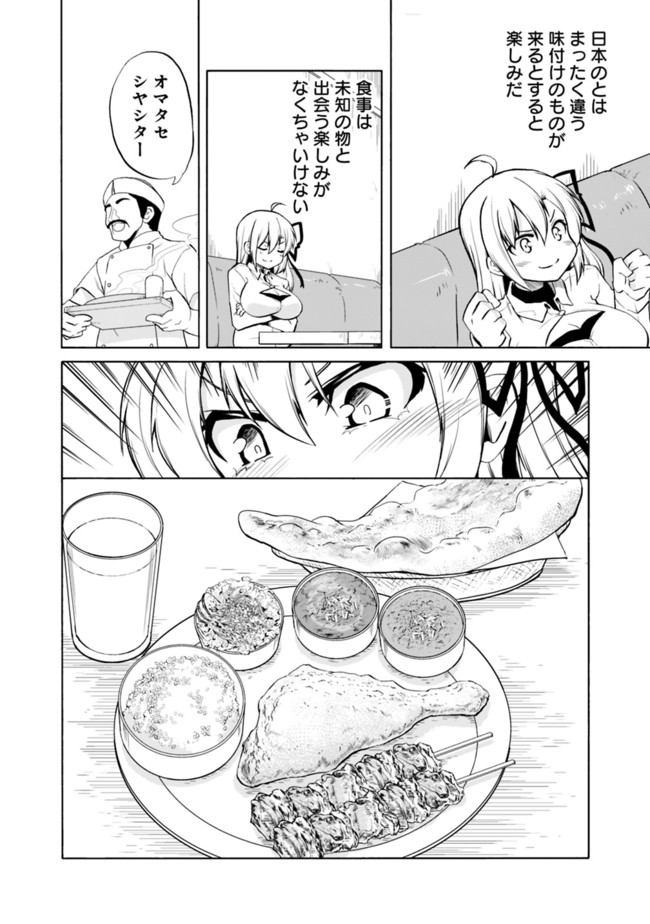 日本のとは
まったく違う
味付けのものが
来るとすると
楽しみだ
食事は
未知の物と
出会う楽しみが
なくちゃいけない
オマタセ
シヤシター